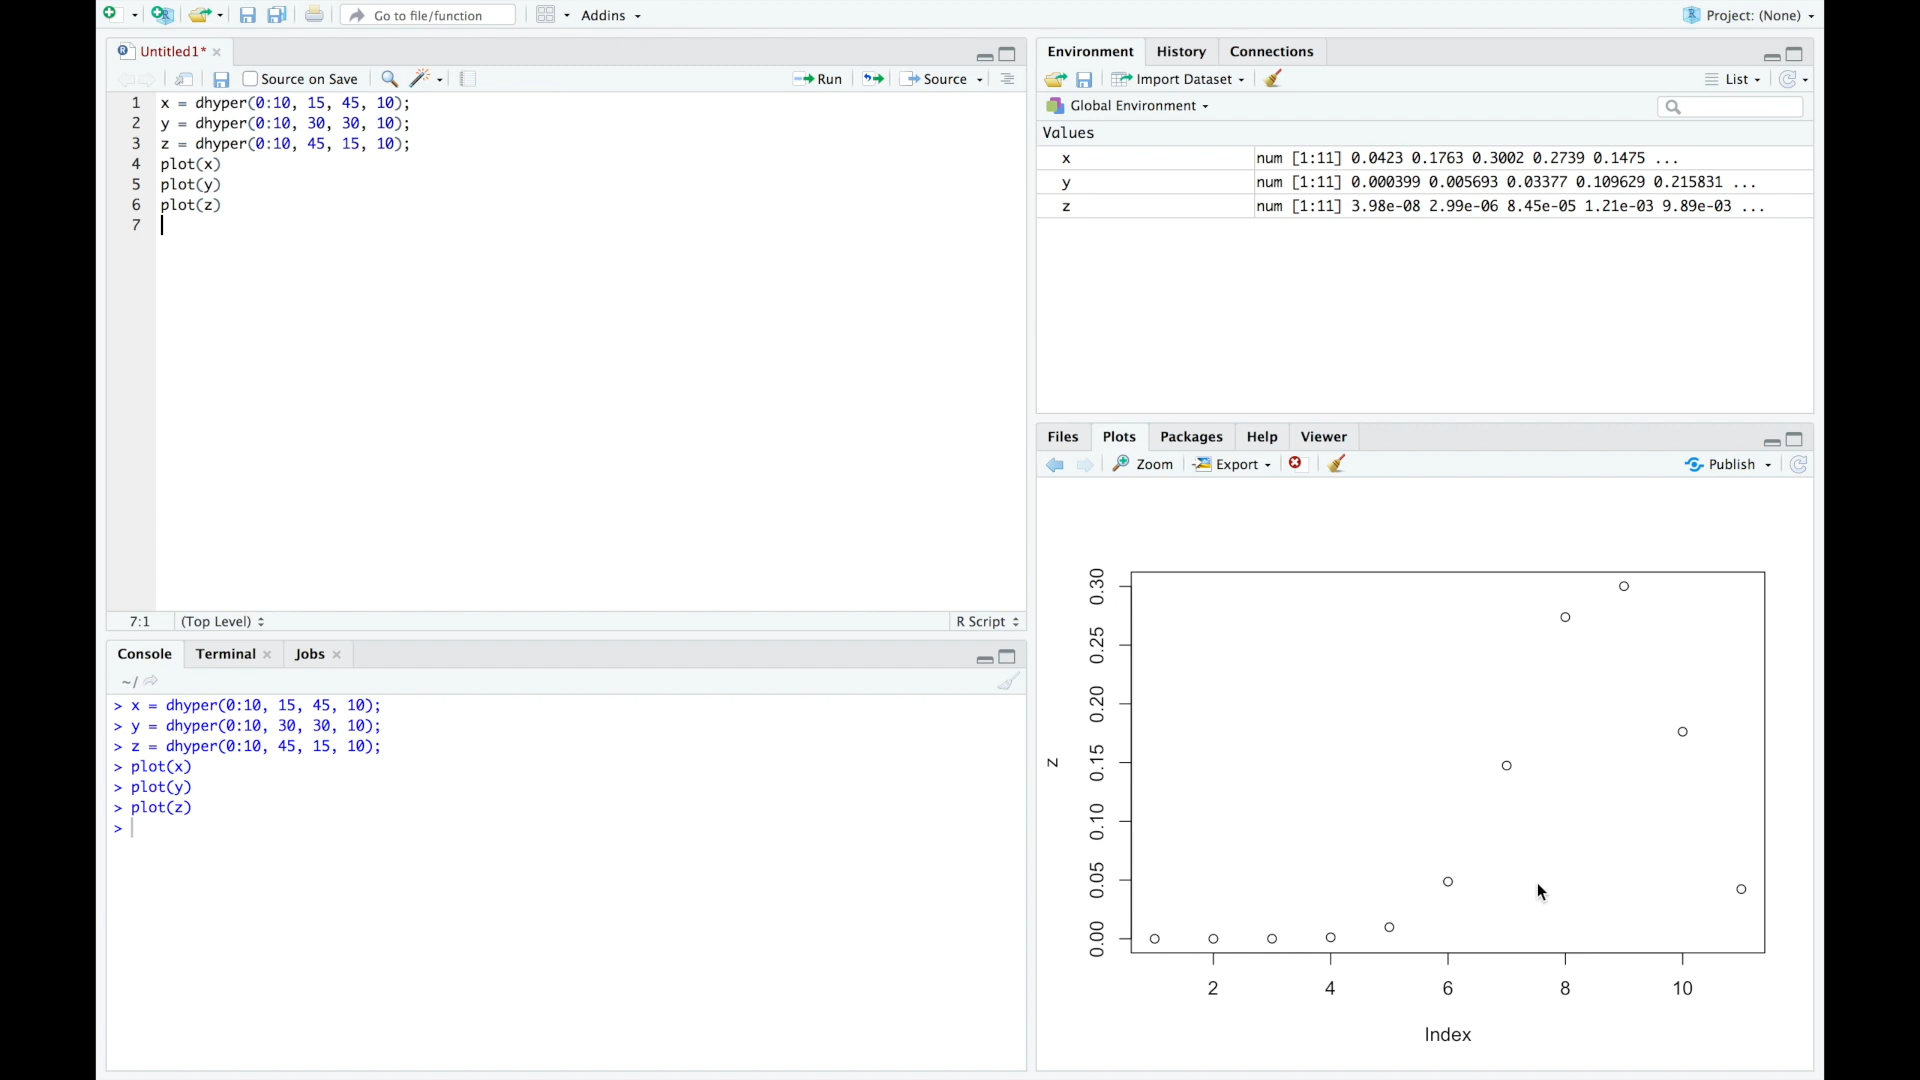 Go to file/function
Addins
Project: (None)
Untitled1*
Source on Save
Run
Source
1 x = dhyper(0:10, 15, 45, 10);
2 y = dhyper(0:10, 30, 30, 10);
3 z = dhyper(0:10, 45, 15, 10);
4 plot(x)
5 plot(y)
6 plot(z)
7
7:1 (Top Level) R Script
Console Terminal Jobs
~/
> x = dhyper(0:10, 15, 45, 10);
> y = dhyper(0:10, 30, 30, 10);
> z = dhyper(0:10, 45, 15, 10);
> plot(x)
> plot(y)
> plot(z)
>
Environment History Connections
Import Dataset List
Global Environment
Values
x num [1:11] 0.0423 0.1763 0.3002 0.2739 0.1475 ...
y num [1:11] 0.000399 0.005693 0.03377 0.109629 0.215831 ...
z num [1:11] 3.98e-08 2.99e-06 8.45e-05 1.21e-03 9.89e-03 ...
Files Plots Packages Help Viewer
Zoom Export Publish
0.30
0.25
0.20
0.15
0.10
0.05
0.00
z
2 4 6 8 10
Index